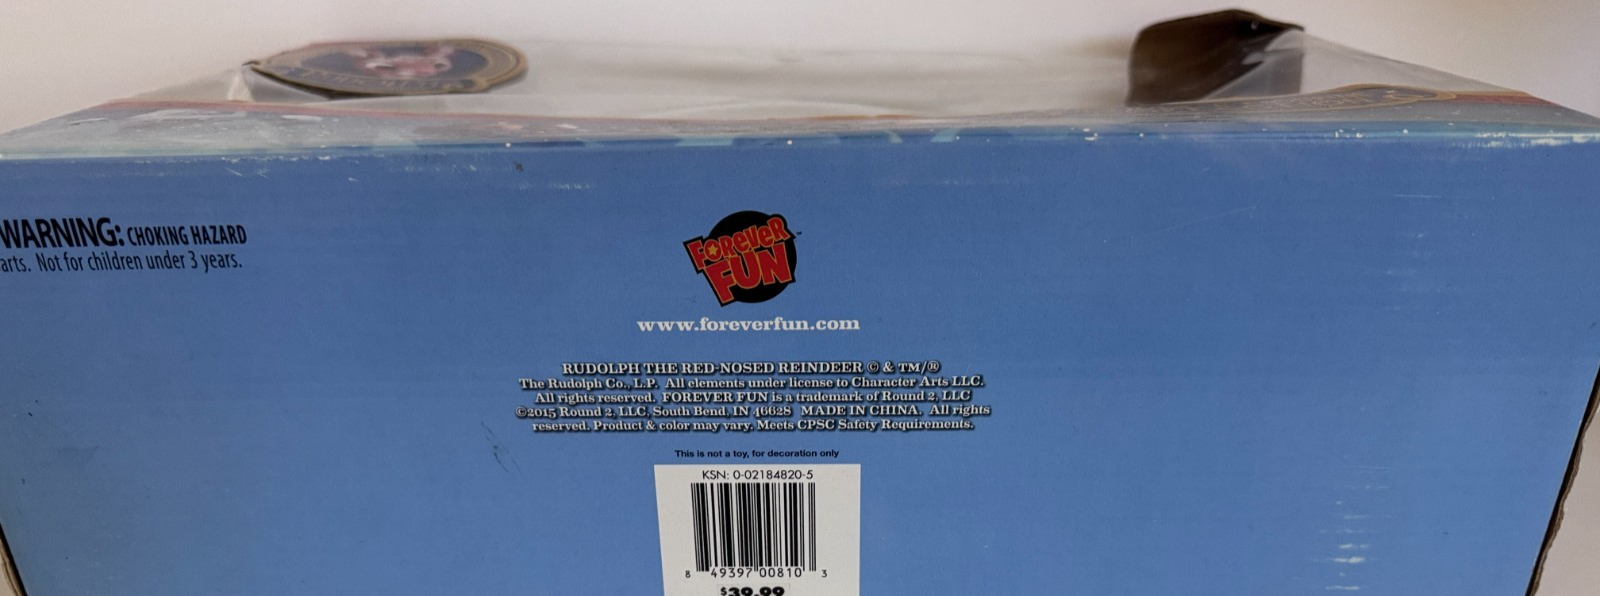 WARNING: CHOKING HAZARD
arts. Not for children under 3 years.
FOREVER
FUN
™
www.foreverfun.com
RUDOLPH THE RED-NOSED REINDEER © & TM/®
The Rudolph Co., L.P. All elements under license to Character Arts LLC.
All rights reserved. FOREVER FUN is a trademark of Round 2, LLC
©2015 Round 2, LLC, South Bend, IN 46628 MADE IN CHINA. All rights
reserved. Product & color may vary. Meets CPSC Safety Requirements.
This is not a toy, for decoration only
KSN: 0-02184820-5
8 49397 00810 3
$39.99